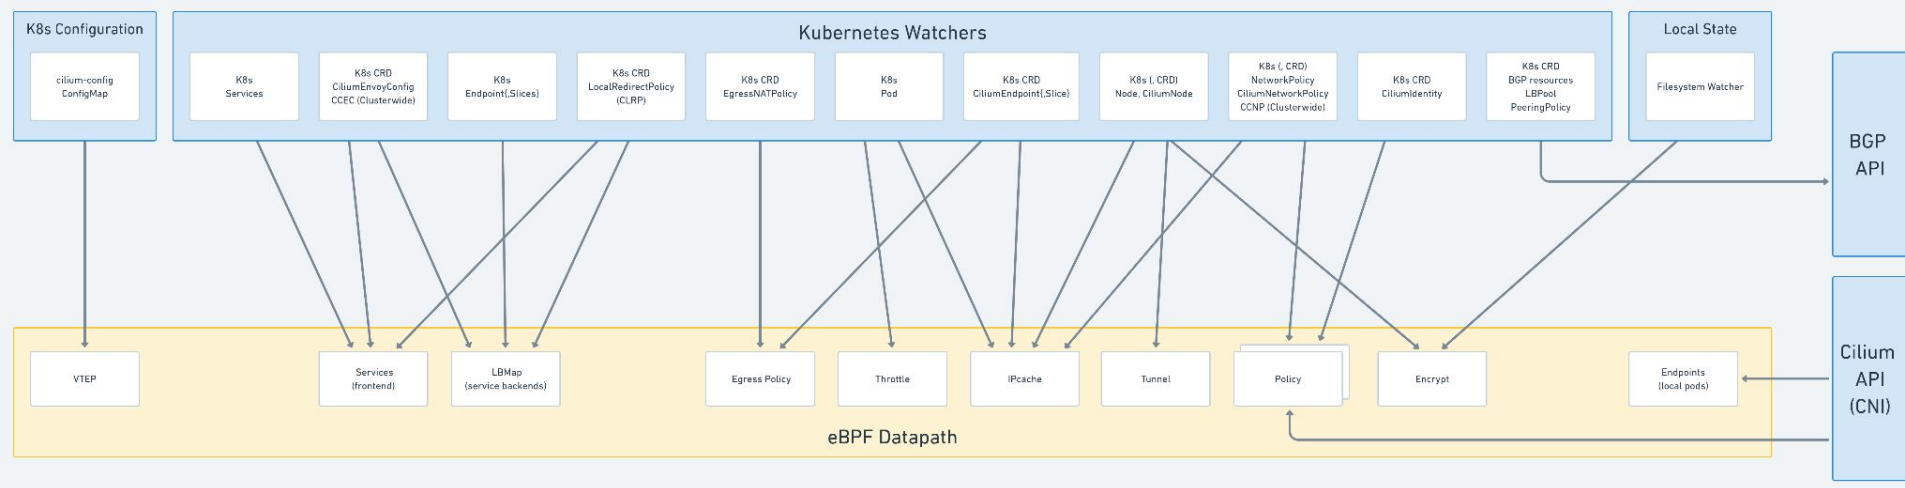 K8s Configuration
cilium-config
ConfigMap
Kubernetes Watchers
K8s
Services
K8s CRD
CiliumEnvoyConfig
CCEC (Clusterwide)
K8s
Endpoint{,Slices}
K8s CRD
LocalRedirectPolicy
(CLRP)
K8s CRD
EgressNATPolicy
K8s
Pod
K8s CRD
CiliumEndpoint{,Slice}
K8s (, CRD)
Node, CiliumNode
K8s (, CRD)
NetworkPolicy
CiliumNetworkPolicy
CCNP (Clusterwide)
K8s CRD
CiliumIdentity
K8s CRD
BGP resources
LBPool
PeeringPolicy
Local State
Filesystem Watcher
BGP
API
VTEP
Services
(frontend)
LBMap
(service backends)
Egress Policy
Throttle
IPcache
Tunnel
Policy
Encrypt
Endpoints
(local pods)
eBPF Datapath
Cilium
API
(CNI)